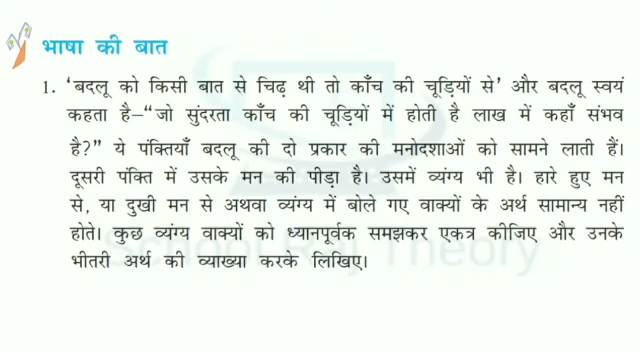 भाषा की बात
1. ‘बदलू को किसी बात से चिढ़ थी तो काँच की चूड़ियों से’ और बदलू स्वयं
कहता है–“जो सुंदरता काँच की चूड़ियों में होती है लाख में कहाँ संभव
है?” ये पंक्तियाँ बदलू की दो प्रकार की मनोदशाओं को सामने लाती हैं।
दूसरी पंक्ति में उसके मन की पीड़ा है। उसमें व्यंग्य भी है। हारे हुए मन
से, या दुखी मन से अथवा व्यंग्य में बोले गए वाक्यों के अर्थ सामान्य नहीं
होते। कुछ व्यंग्य वाक्यों को ध्यानपूर्वक समझकर एकत्र कीजिए और उनके
भीतरी अर्थ की व्याख्या करके लिखिए।